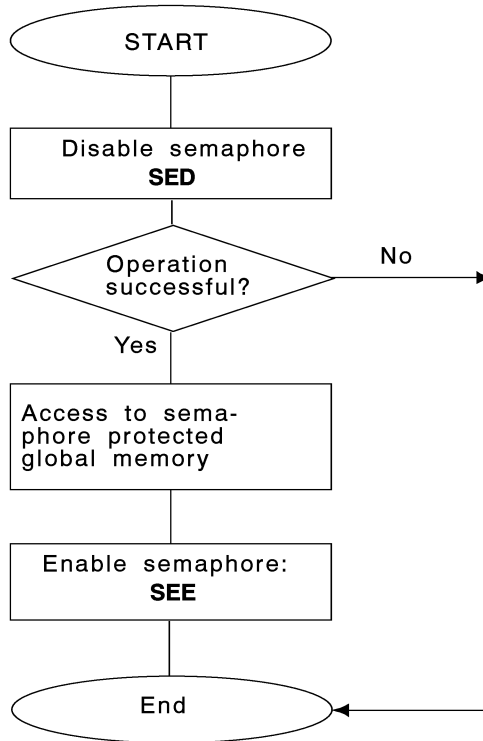 START
Disable semaphore
SED
Operation
successful?
No
Yes
Access to sema-
phore protected
global memory
Enable semaphore:
SEE
End